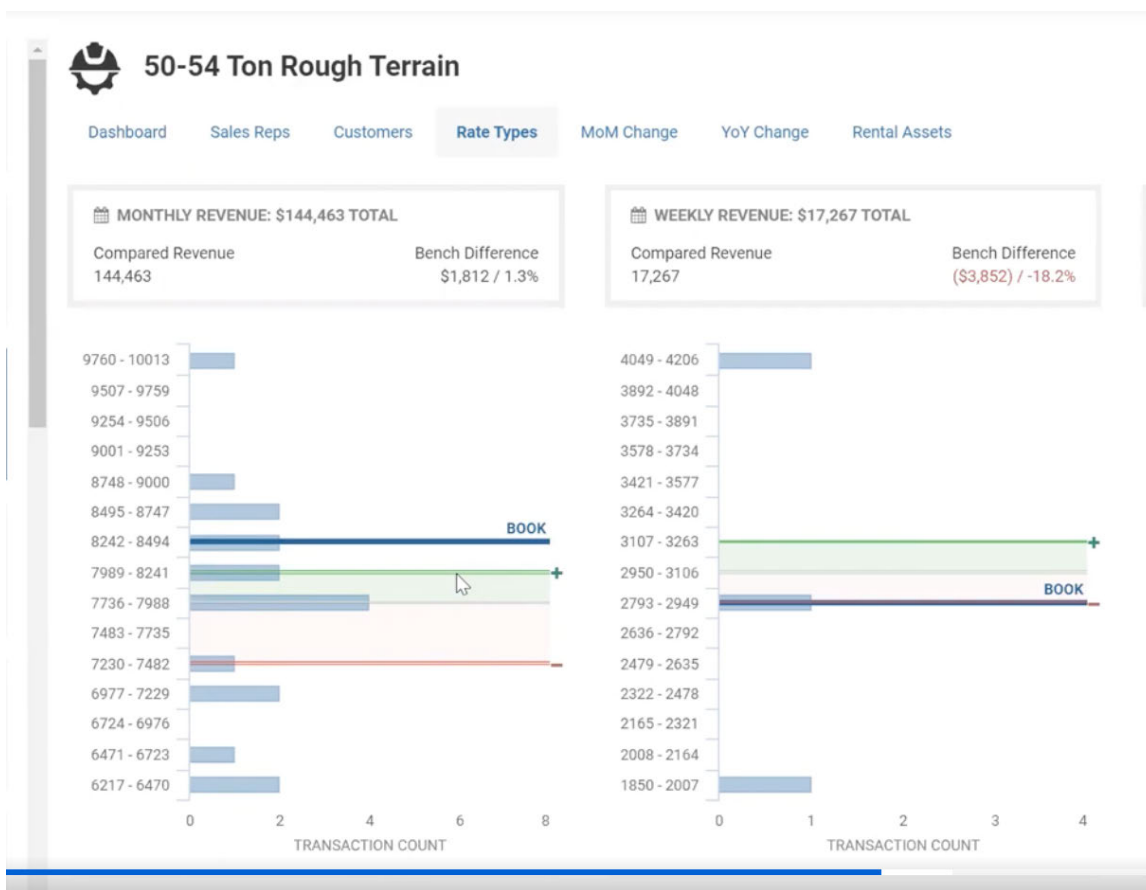 50-54 Ton Rough Terrain
Dashboard Sales Reps Customers Rate Types MoM Change YoY Change Rental Assets
MONTHLY REVENUE: $144,463 TOTAL
Compared Revenue Bench Difference
144,463 $1,812 / 1.3%
WEEKLY REVENUE: $17,267 TOTAL
Compared Revenue Bench Difference
17,267 ($3,852) / -18.2%
9760 - 10013
9507 - 9759
9254 - 9506
9001 - 9253
8748 - 9000
8495 - 8747
BOOK
8242 - 8494
7989 - 8241 +
7736 - 7988
7483 - 7735
7230 - 7482 –
6977 - 7229
6724 - 6976
6471 - 6723
6217 - 6470
0 2 4 6 8
TRANSACTION COUNT
4049 - 4206
3892 - 4048
3735 - 3891
3578 - 3734
3421 - 3577
3264 - 3420
3107 - 3263 +
2950 - 3106
BOOK
2793 - 2949 –
2636 - 2792
2479 - 2635
2322 - 2478
2165 - 2321
2008 - 2164
1850 - 2007
0 1 2 3 4
TRANSACTION COUNT